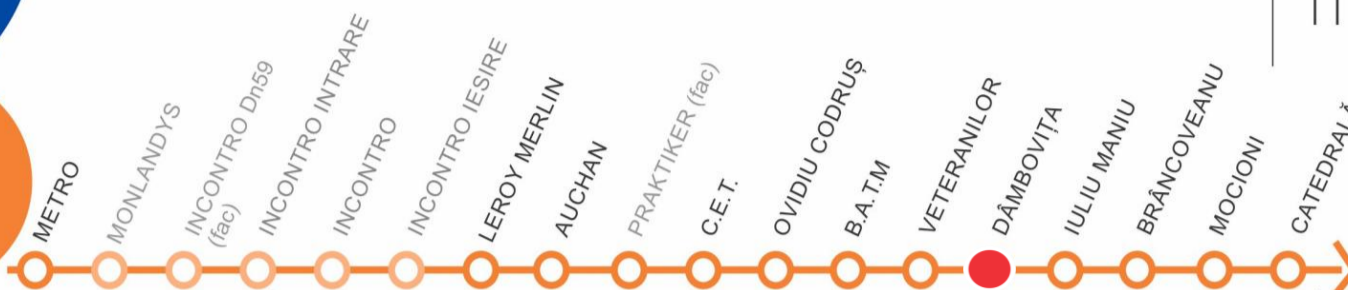 METRO
MONLANDYS
INCONTRO Dn59
(fac)
INCONTRO INTRARE
INCONTRO
INCONTRO IESIRE
LEROY MERLIN
AUCHAN
PRAKTIKER (fac)
C.E.T.
OVIDIU CODRUȘ
B.A.T.M
VETERANILOR
DÂMBOVIȚA
IULIU MANIU
BRÂNCOVEANU
MOCIONI
CATEDRALĂ